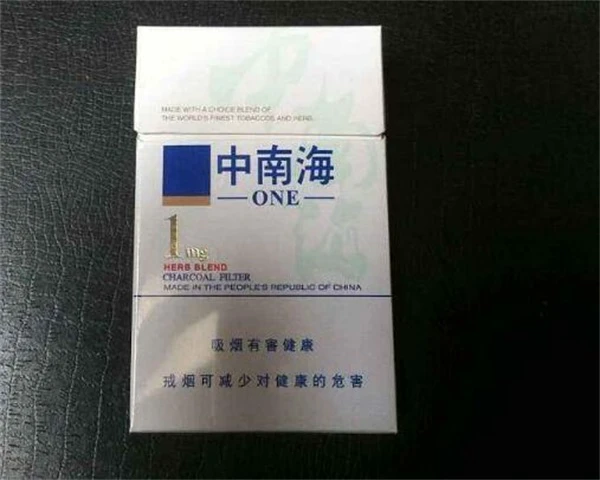 MADE WITH A CHOICE BLEND OF
THE WORLD'S FINEST TOBACCOS AND HERB.
中南海
ONE
1mg
HERB BLEND
CHARCOAL FILTER
MADE IN THE PEOPLE'S REPUBLIC OF CHINA
吸烟有害健康
戒烟可减少对健康的危害